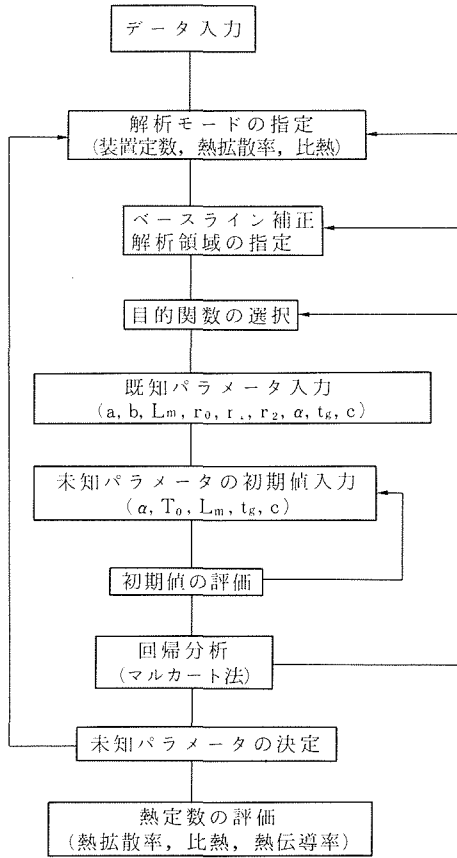 データ入力
解析モードの指定
(装置定数, 熱拡散率, 比熱)
ベースライン補正
解析領域の指定
目的関数の選択
既知パラメータ入力
(a, b, Lm, r0, r1, r2, α, tg, c)
未知パラメータの初期値入力
(α, T0, Lm, tg, c)
初期値の評価
回帰分析
(マルカート法)
未知パラメータの決定
熱定数の評価
(熱拡散率, 比熱, 熱伝導率)